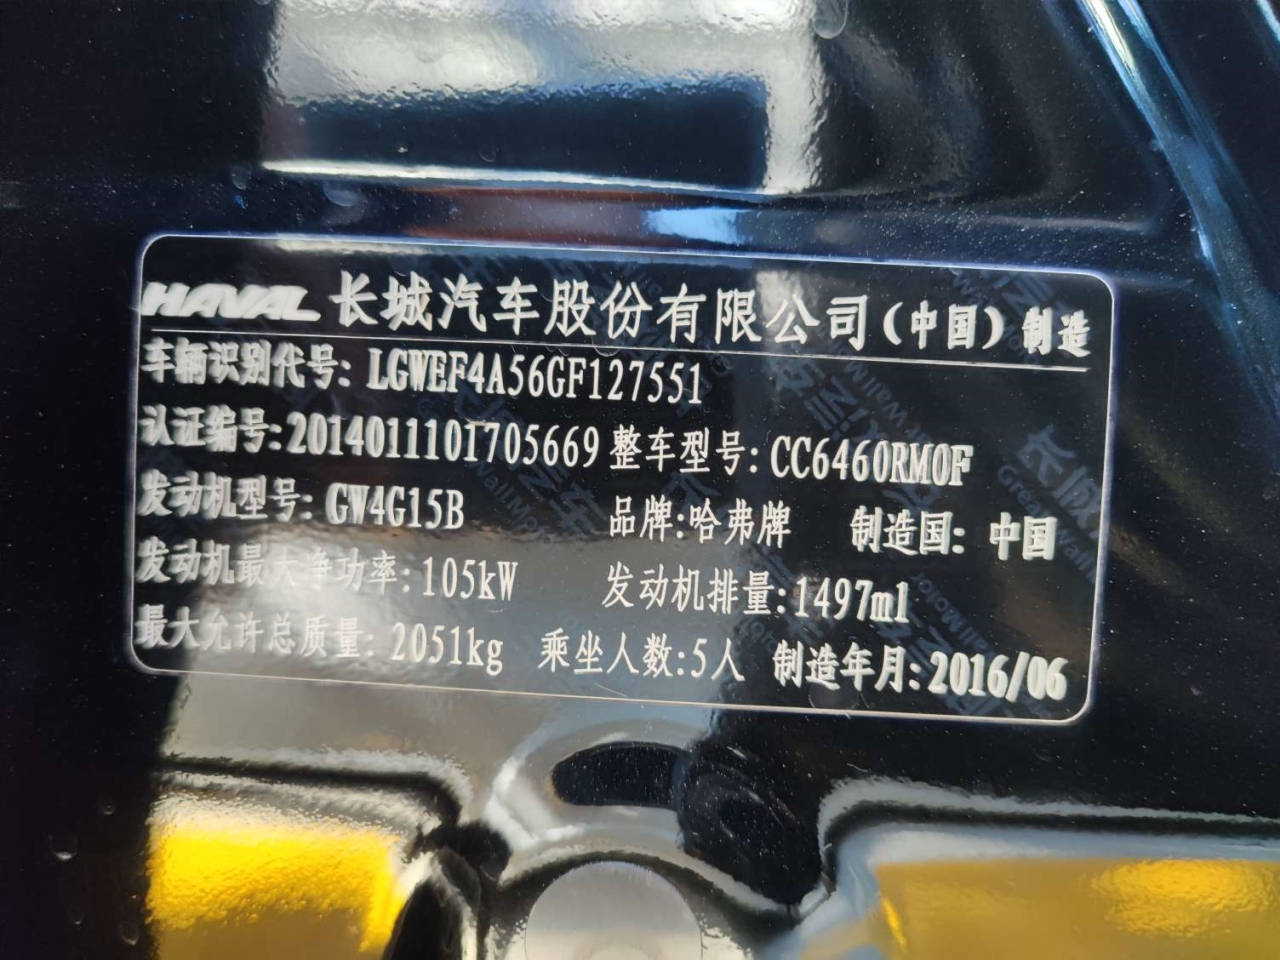 HAVAL 长城汽车股份有限公司(中国)制造
车辆识别代号: LGWEF4A56GF127551
认证编号:2014011101705669 整车型号: CC6460RM0F
发动机型号: GW4G15B 品牌:哈弗牌 制造国: 中国
发动机最大净功率:105kW 发动机排量:1497ml
最大允许总质量: 2051kg 乘坐人数:5人 制造年月:2016/06